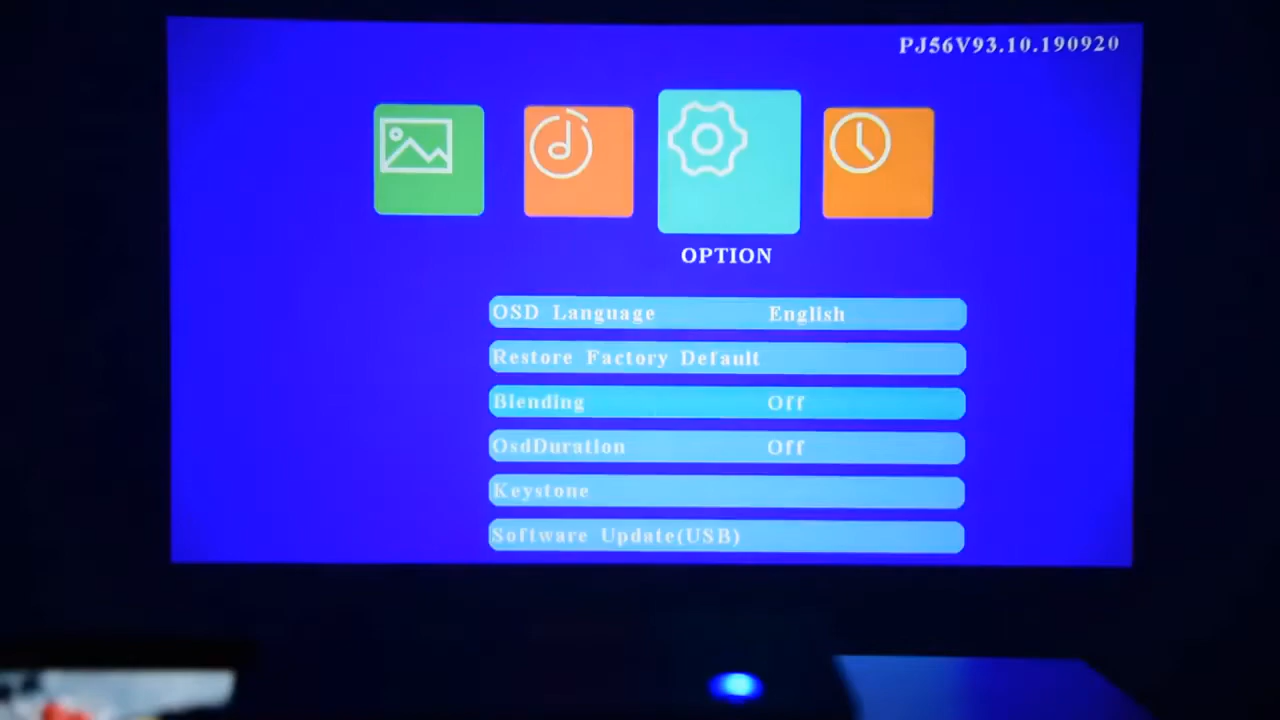 PJ56V93.10.190920
OPTION
OSD Language English
Restore Factory Default
Blending Off
OsdDuration Off
Keystone
Software Update(USB)